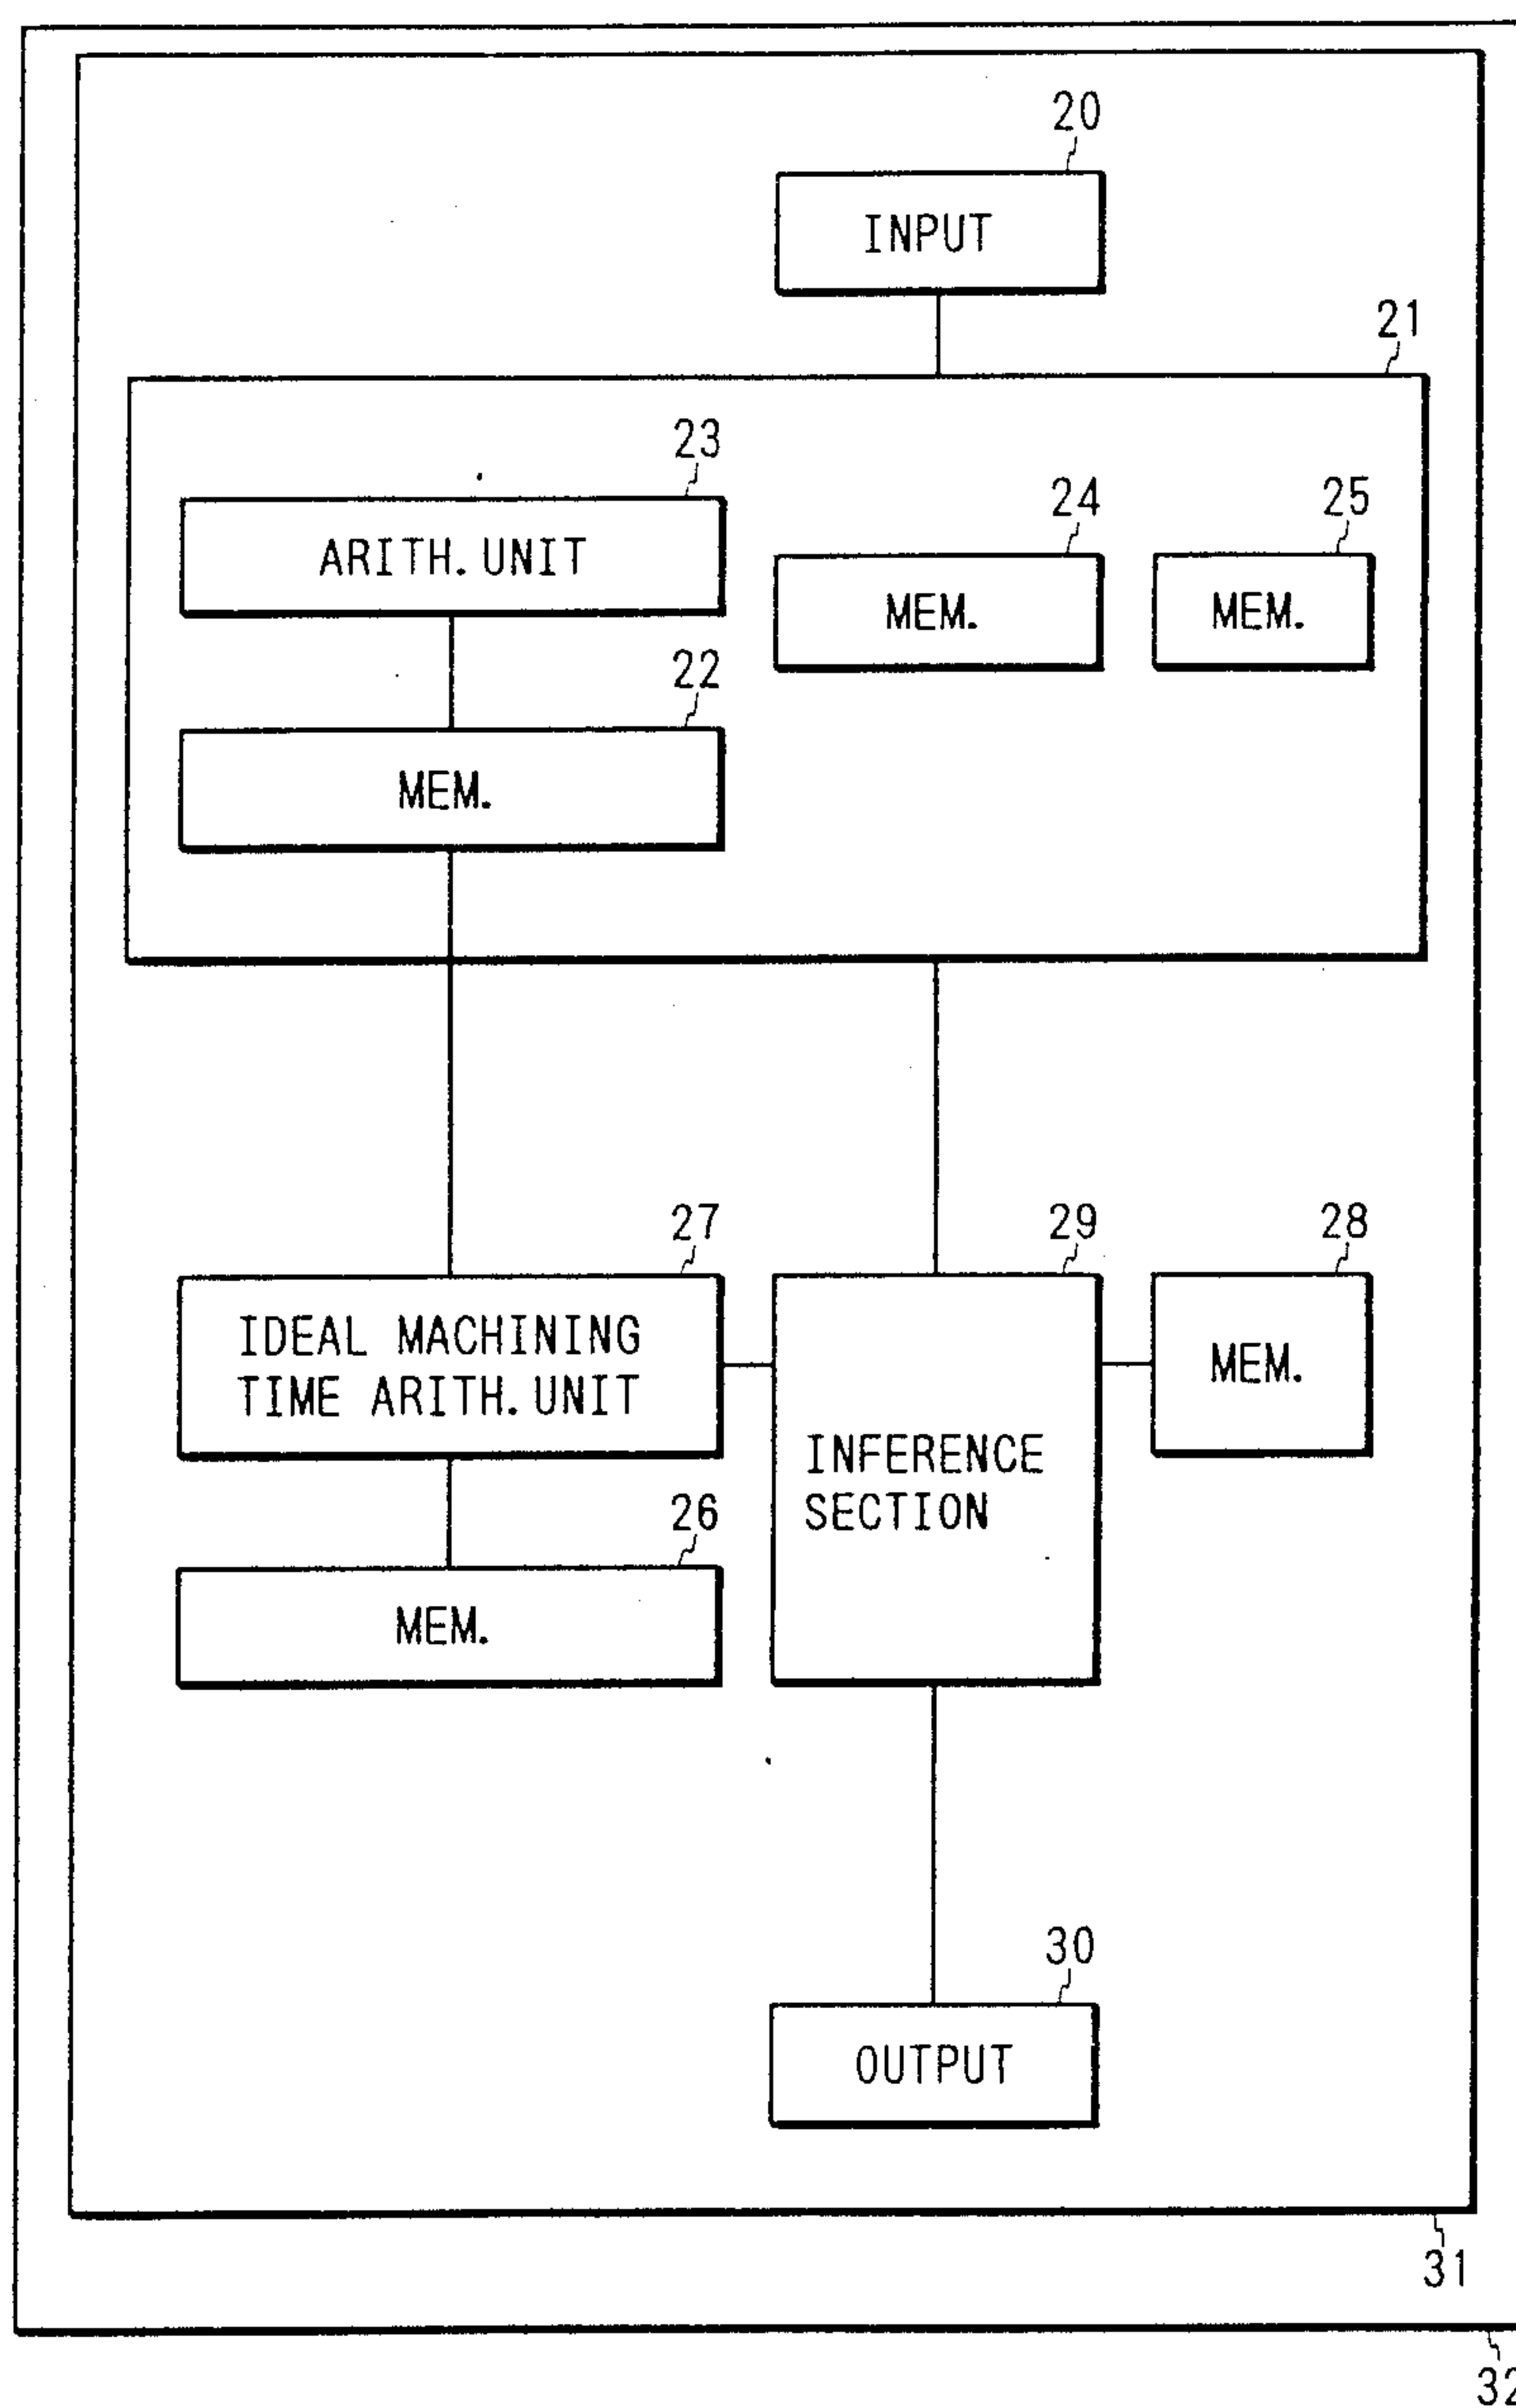 20
INPUT
21
23
ARITH. UNIT
24
MEM.
25
MEM.
22
MEM.
27
IDEAL MACHINING
TIME ARITH. UNIT
29
INFERENCE
SECTION
28
MEM.
26
MEM.
30
OUTPUT
31
32